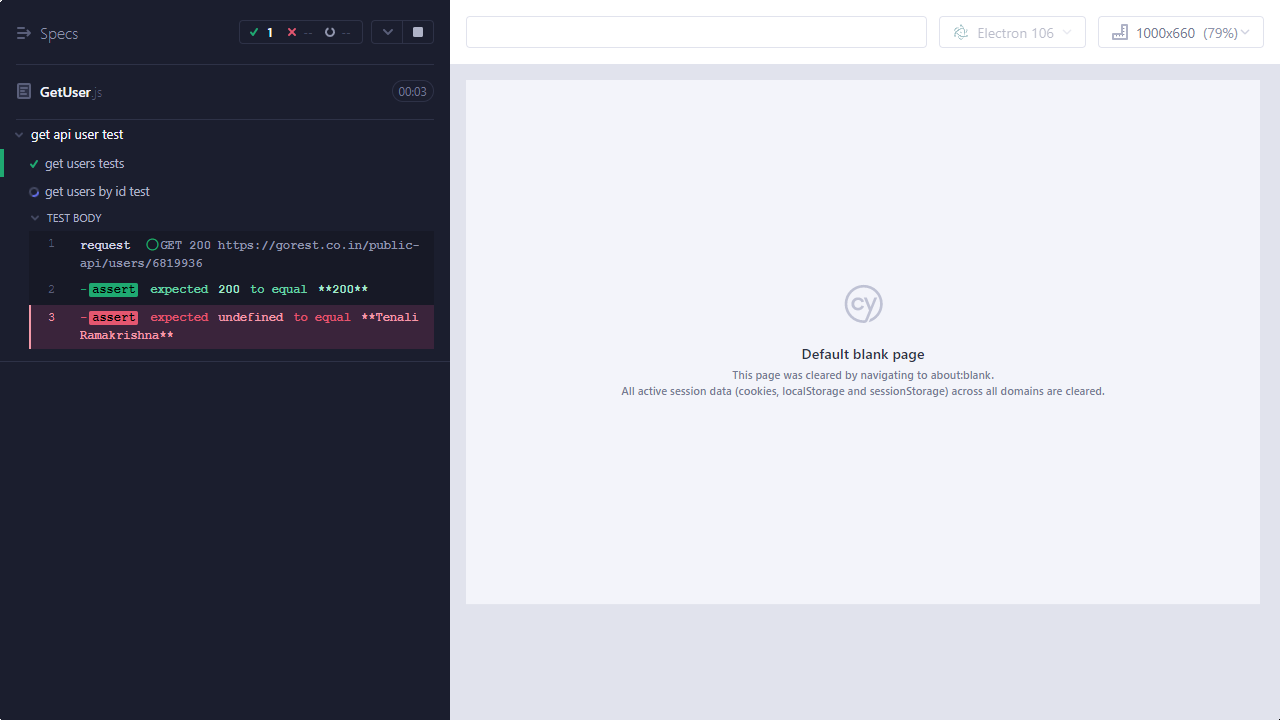 Specs
1
--
--
Electron 106
1000x660 (79%)
GetUser.js
00:03
get api user test
get users tests
get users by id test
TEST BODY
1 request GET 200 https://gorest.co.in/public-
api/users/6819936
2 -assert expected 200 to equal **200**
3 -assert expected undefined to equal **Tenali
Ramakrishna**
cy
Default blank page
This page was cleared by navigating to about:blank.
All active session data (cookies, localStorage and sessionStorage) across all domains are cleared.